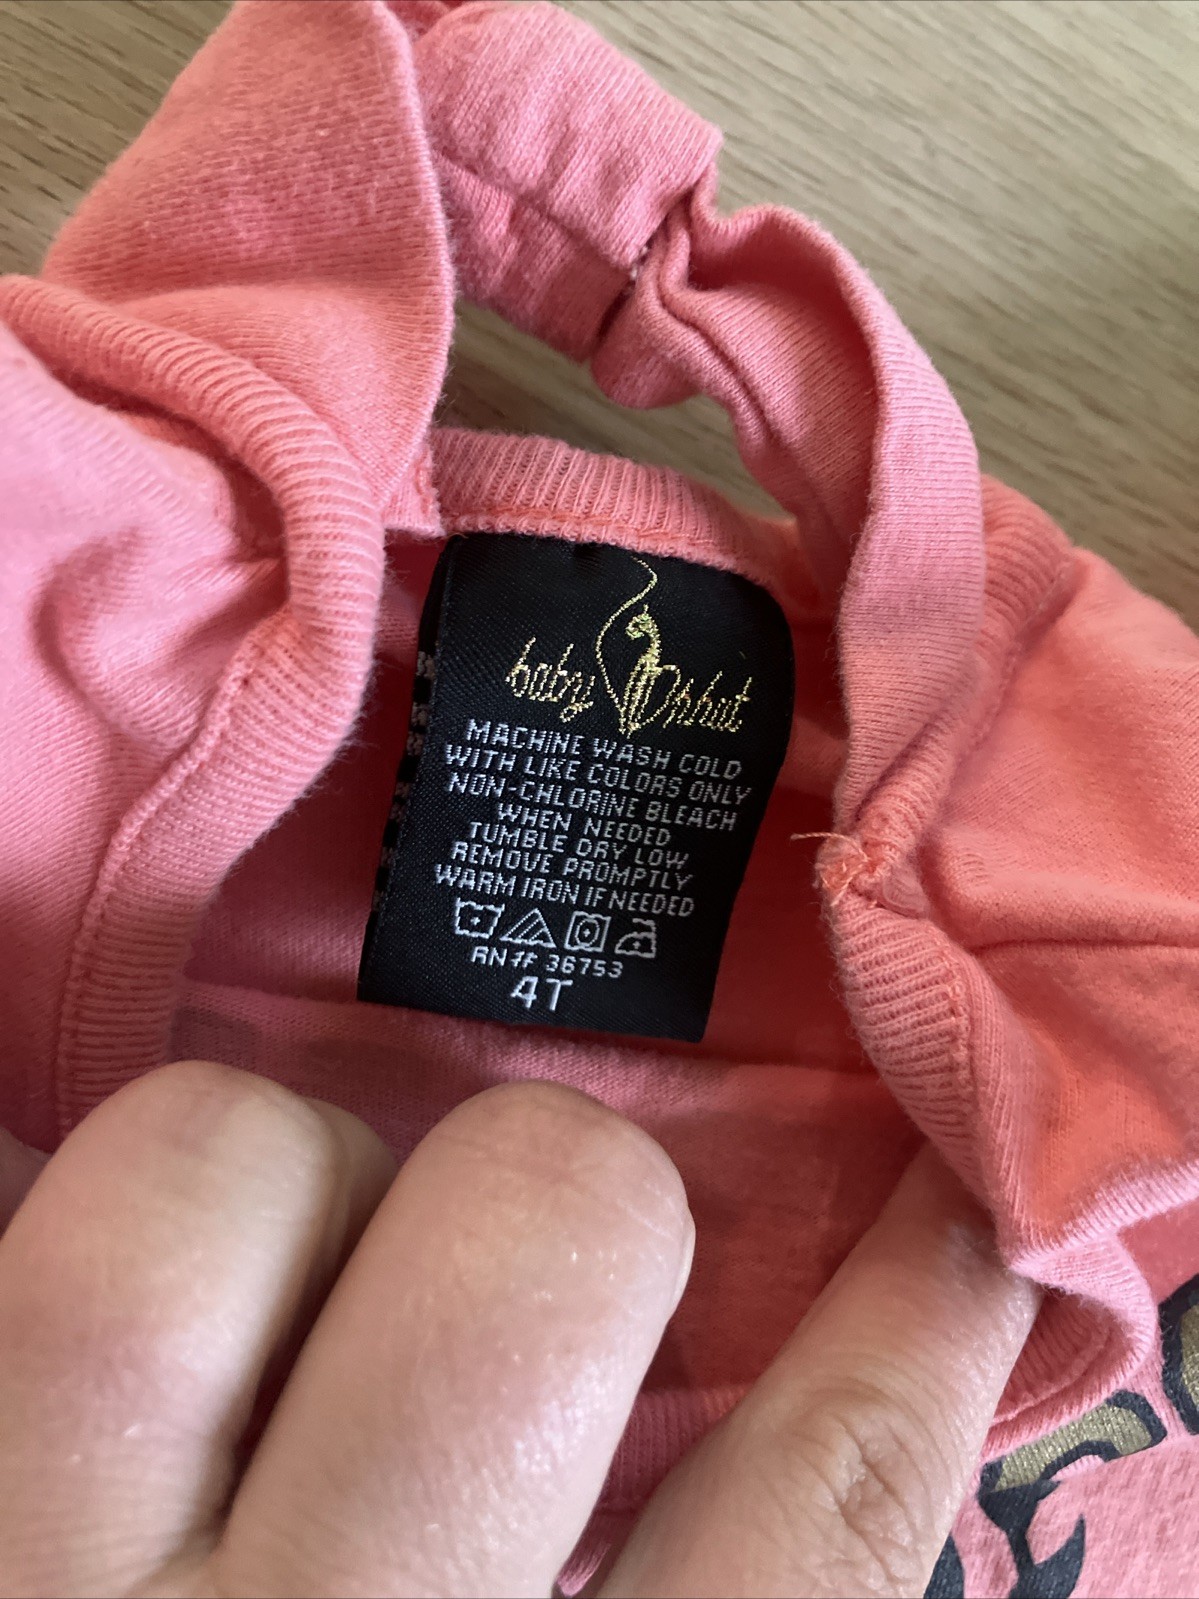 baby phat
MACHINE WASH COLD
WITH LIKE COLORS ONLY
NON-CHLORINE BLEACH
WHEN NEEDED
TUMBLE DRY LOW
REMOVE PROMPTLY
WARM IRON IF NEEDED
RN # 36753
4T